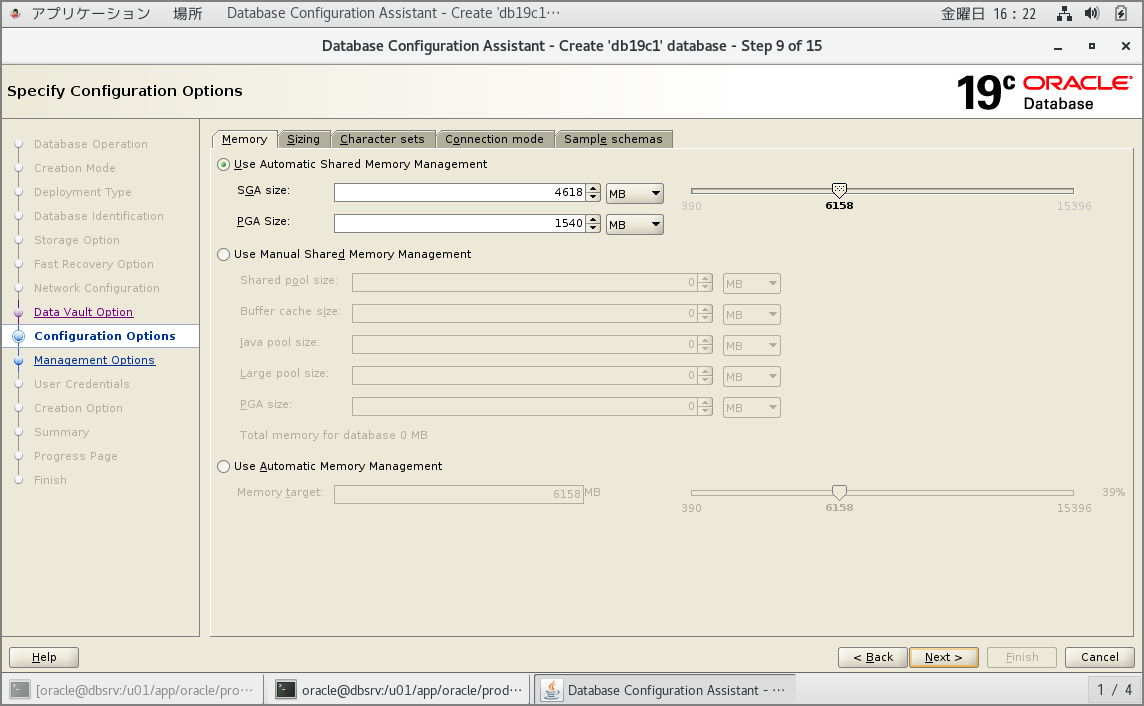 アプリケーション 場所 Database Configuration Assistant - Create 'db19c1⋯ 金曜日 16：22
Database Configuration Assistant - Create 'db19c1' database - Step 9 of 15
Specify Configuration Options
19c ORACLE Database
Database Operation
Creation Mode
Deployment Type
Database Identification
Storage Option
Fast Recovery Option
Network Configuration
Data Vault Option
Configuration Options
Management Options
User Credentials
Creation Option
Summary
Progress Page
Finish
Memory Sizing Character sets Connection mode Sample schemas
Use Automatic Shared Memory Management
SGA size: 4618 MB
390 6158 15396
PGA Size: 1540 MB
Use Manual Shared Memory Management
Shared pool size: 0 MB
Buffer cache size: 0 MB
Java pool size: 0 MB
Large pool size: 0 MB
PGA size: 0 MB
Total memory for database 0 MB
Use Automatic Memory Management
Memory target: 6158 MB 39%
390 6158 15396
Help < Back Next > Finish Cancel
[oracle@dbsrv:/u01/app/oracle/pro⋯ oracle@dbsrv:/u01/app/oracle/prod⋯ Database Configuration Assistant - ⋯ 1 / 4